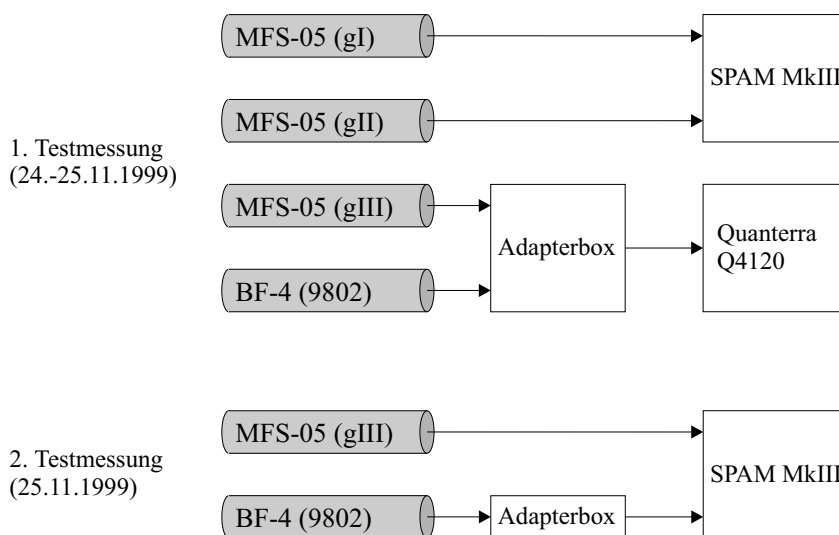 MFS-05 (gI)
SPAM MkIII
MFS-05 (gII)
1. Testmessung
(24.-25.11.1999)
MFS-05 (gIII)
Adapterbox
Quanterra
Q4120
BF-4 (9802)
MFS-05 (gIII)
2. Testmessung
(25.11.1999)
SPAM MkIII
BF-4 (9802)
Adapterbox